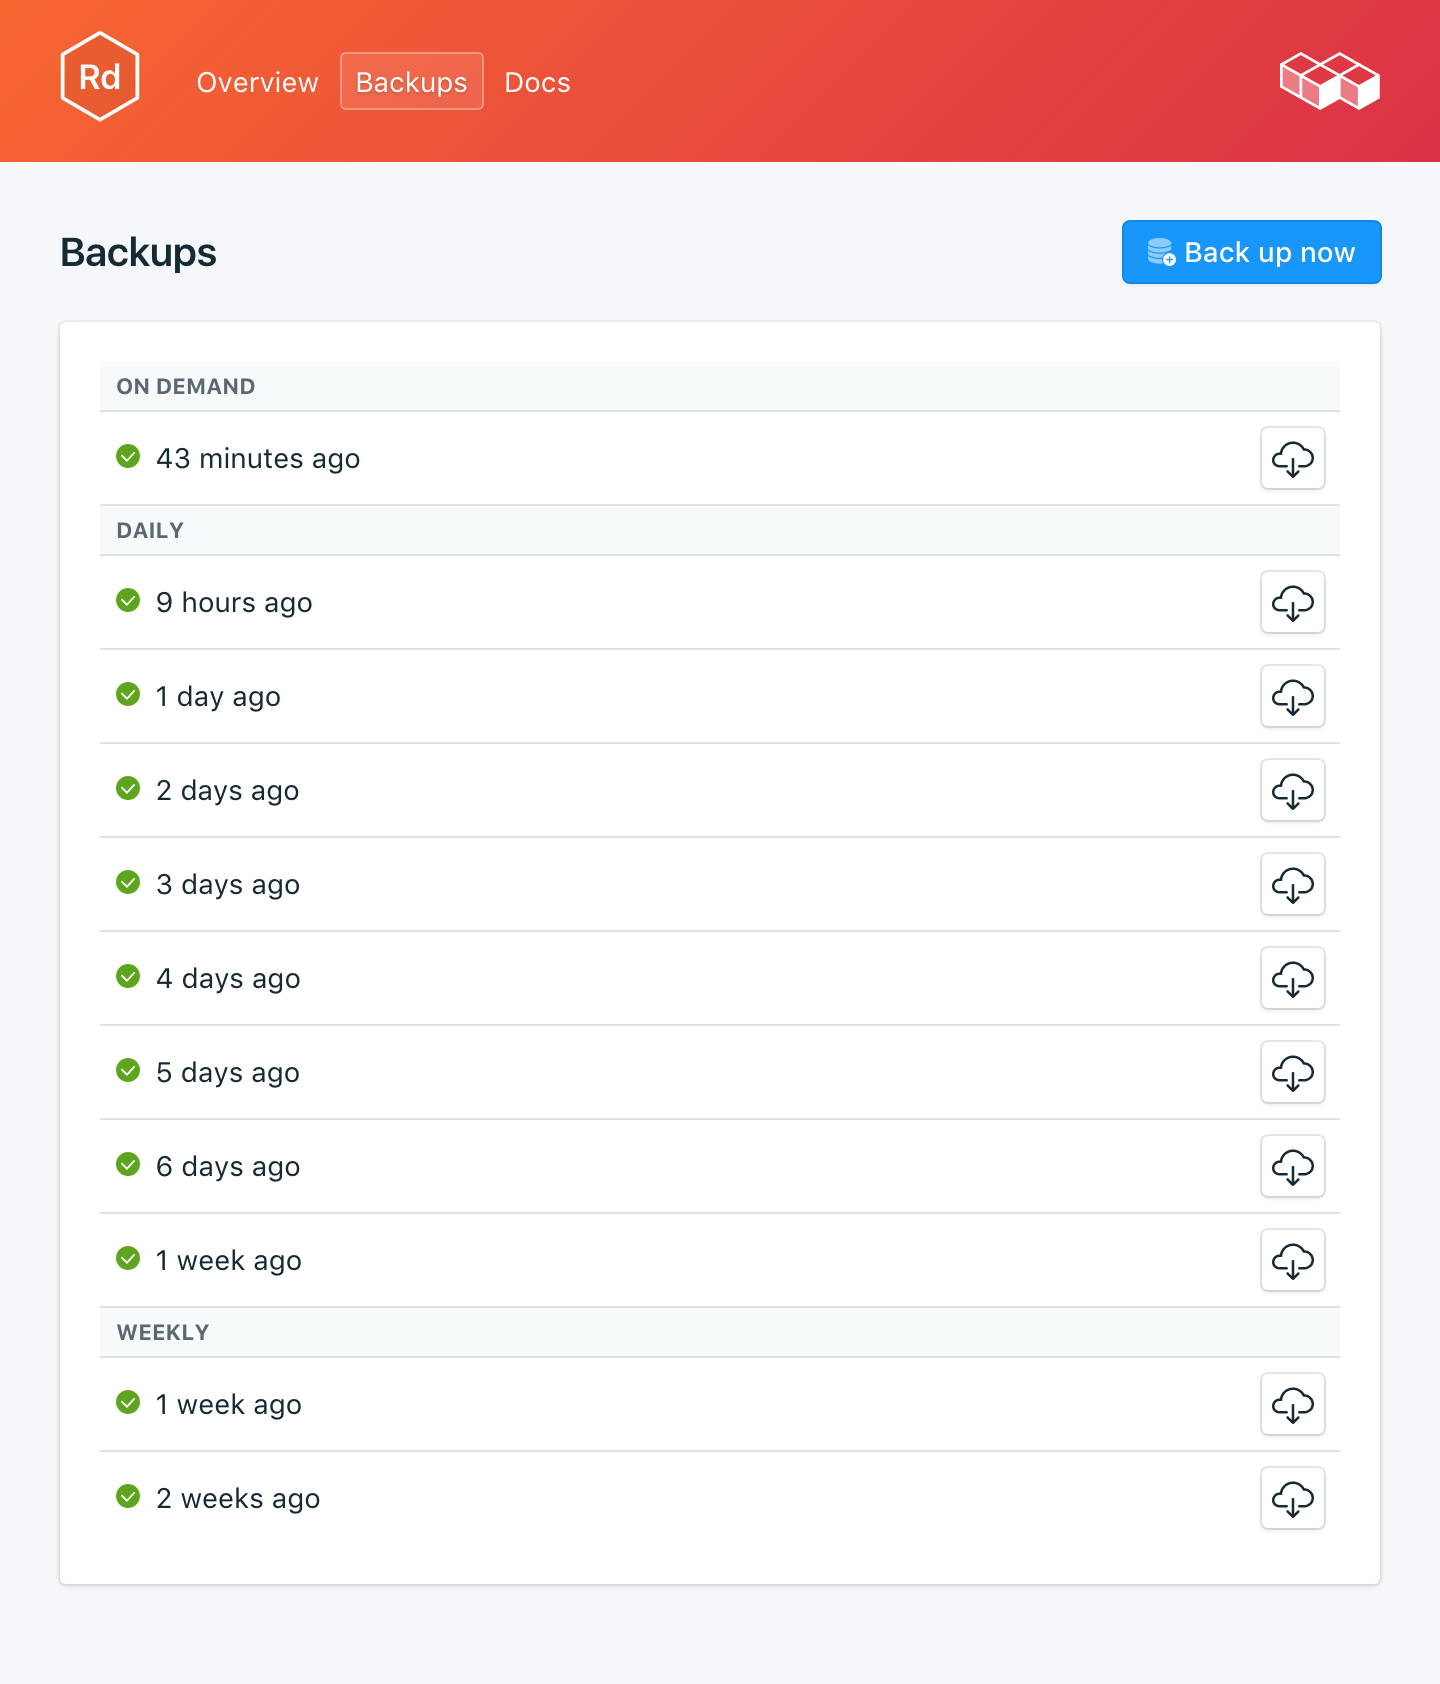 Rd
Overview Backups Docs
Backups
Back up now
ON DEMAND
43 minutes ago
DAILY
9 hours ago
1 day ago
2 days ago
3 days ago
4 days ago
5 days ago
6 days ago
1 week ago
WEEKLY
1 week ago
2 weeks ago